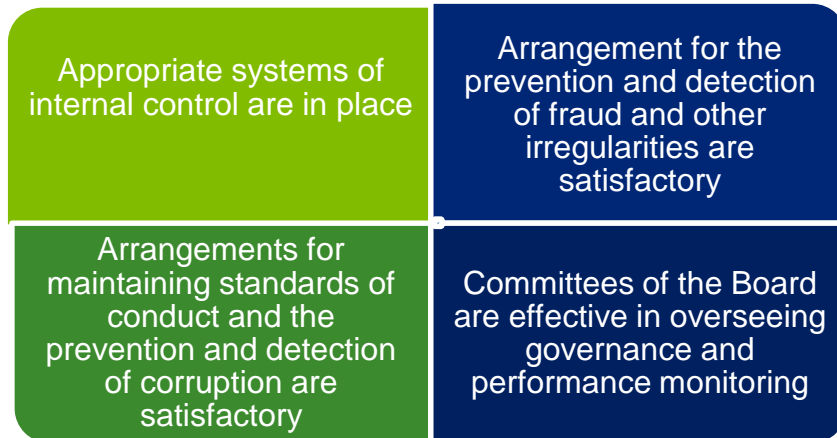 Appropriate systems of
internal control are in place
Arrangement for the
prevention and detection
of fraud and other
irregularities are
satisfactory
Arrangements for
maintaining standards of
conduct and the
prevention and detection
of corruption are
satisfactory
Committees of the Board
are effective in overseeing
governance and
performance monitoring